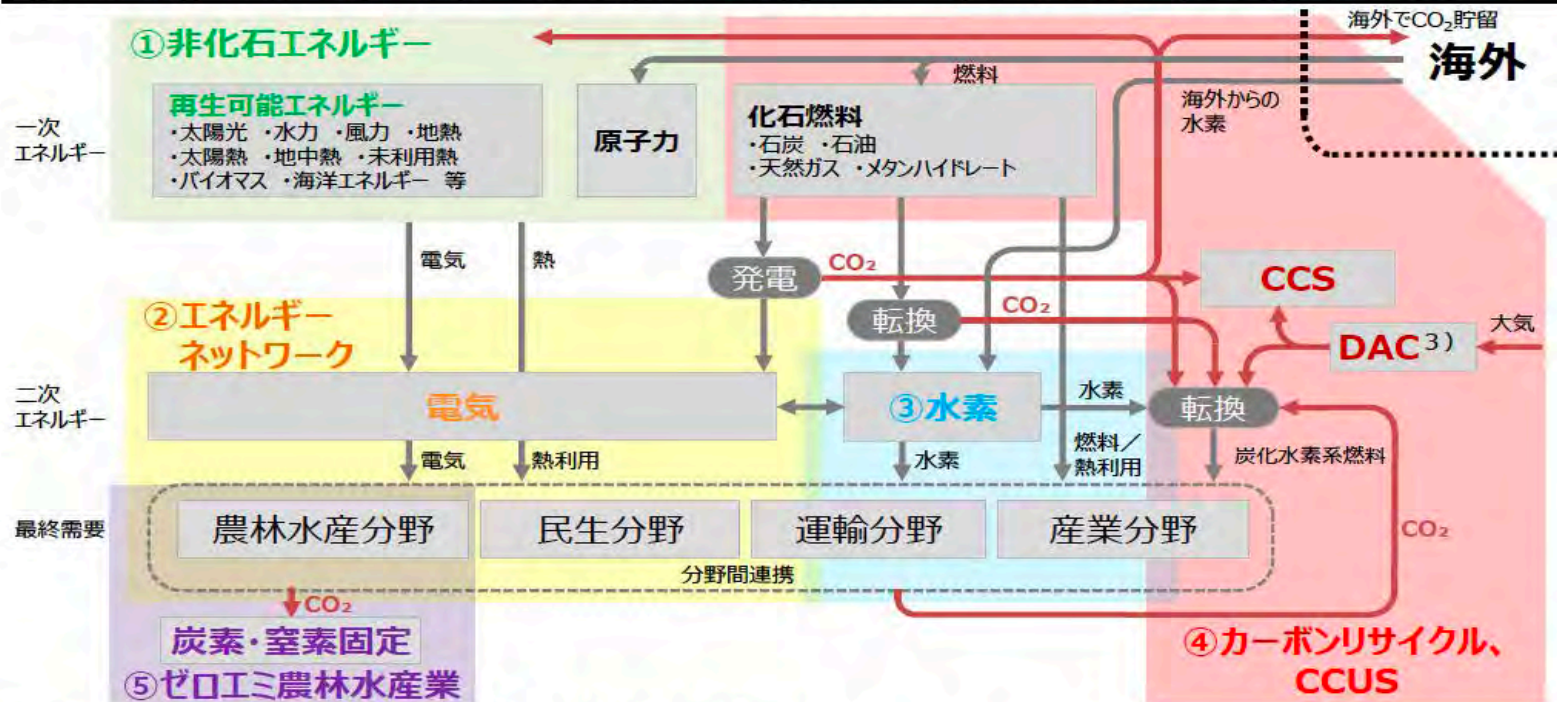 海外でCO₂貯留
①非化石エネルギー
海外
燃料
海外からの
水素
一次
エネルギー
再生可能エネルギー
・太陽光 ・水力 ・風力 ・地熱
・太陽熱 ・地中熱 ・未利用熱
・バイオマス ・海洋エネルギー 等
原子力
化石燃料
・石炭 ・石油
・天然ガス ・メタンハイドレート
電気
熱
発電
CO₂
CCS
②エネルギー
ネットワーク
転換
CO₂
大気
DAC³⁾
二次
エネルギー
電気
③水素
水素
転換
電気
熱利用
水素
燃料／
熱利用
炭化水素系燃料
最終需要
農林水産分野
民生分野
運輸分野
産業分野
CO₂
分野間連携
CO₂
炭素・窒素固定
⑤ゼロエミ農林水産業
④カーボンリサイクル、
CCUS